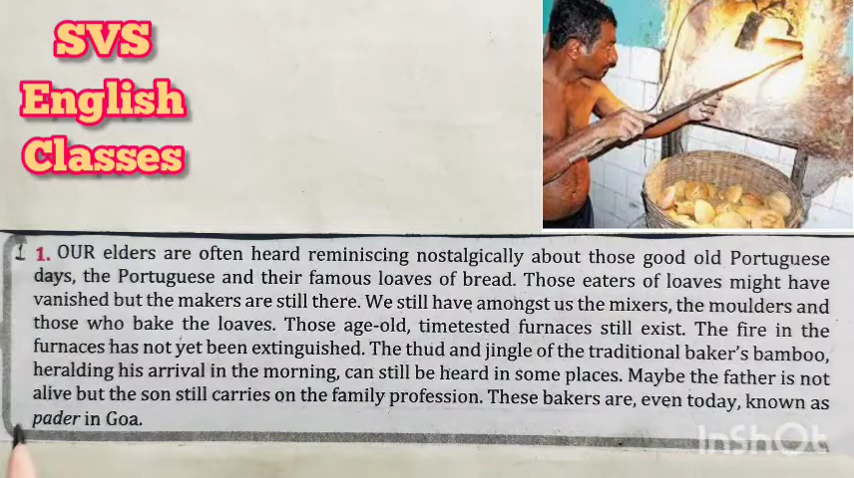 SVS
English
Classes
1 1. OUR elders are often heard reminiscing nostalgically about those good old Portuguese
days, the Portuguese and their famous loaves of bread. Those eaters of loaves might have
vanished but the makers are still there. We still have amongst us the mixers, the moulders and
those who bake the loaves. Those age-old, timetested furnaces still exist. The fire in the
furnaces has not yet been extinguished. The thud and jingle of the traditional baker's bamboo,
heralding his arrival in the morning, can still be heard in some places. Maybe the father is not
alive but the son still carries on the family profession. These bakers are, even today, known as
pader in Goa.
InShOt